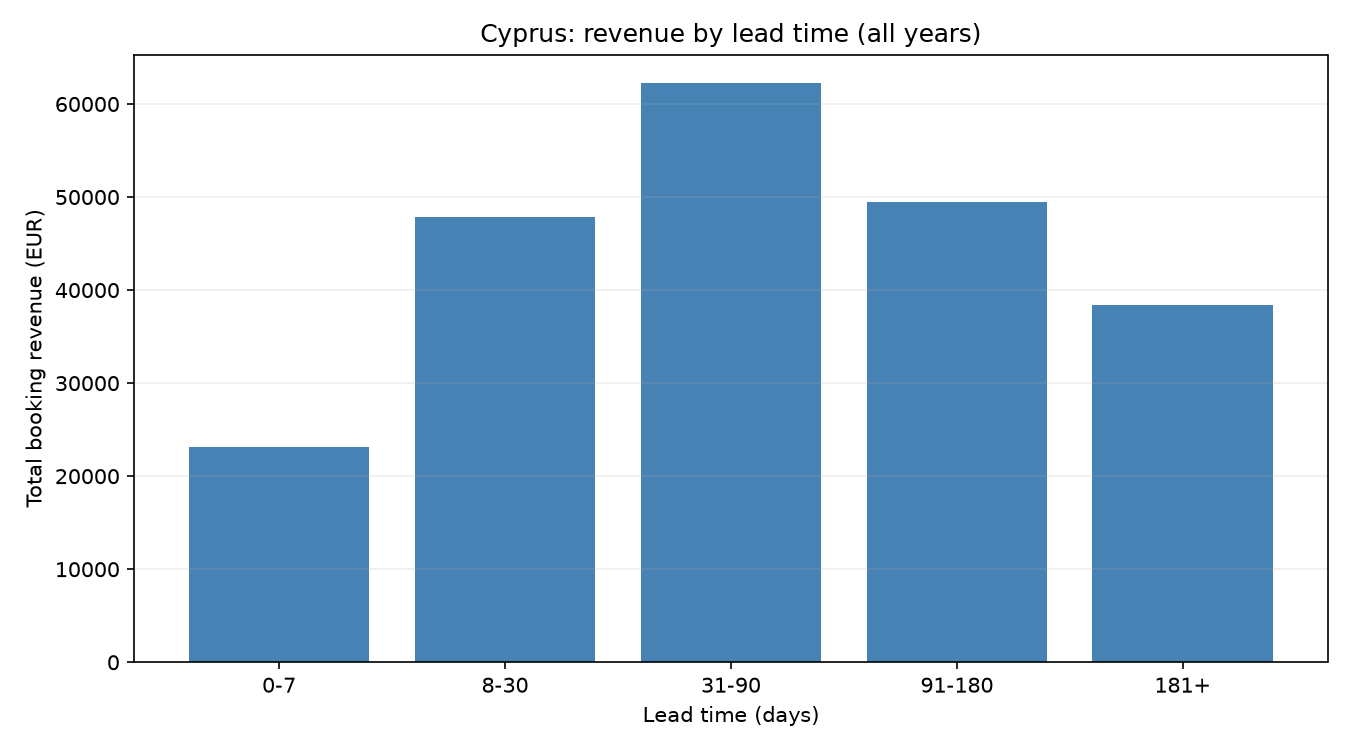 Cyprus: revenue by lead time (all years)
Total booking revenue (EUR)
60000
50000
40000
30000
20000
10000
0
0-7 8-30 31-90 91-180 181+
Lead time (days)